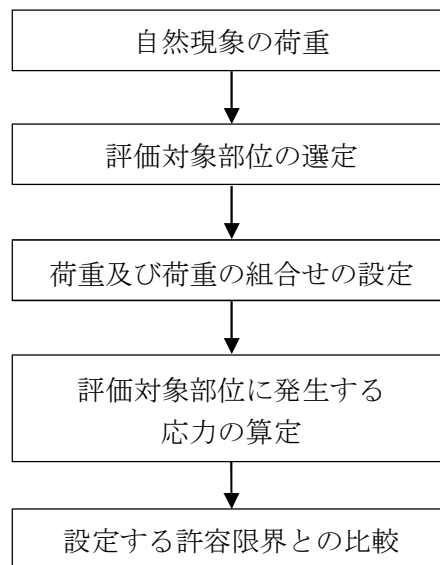 自然現象の荷重
評価対象部位の選定
荷重及び荷重の組合せの設定
評価対象部位に発生する
応力の算定
設定する許容限界との比較